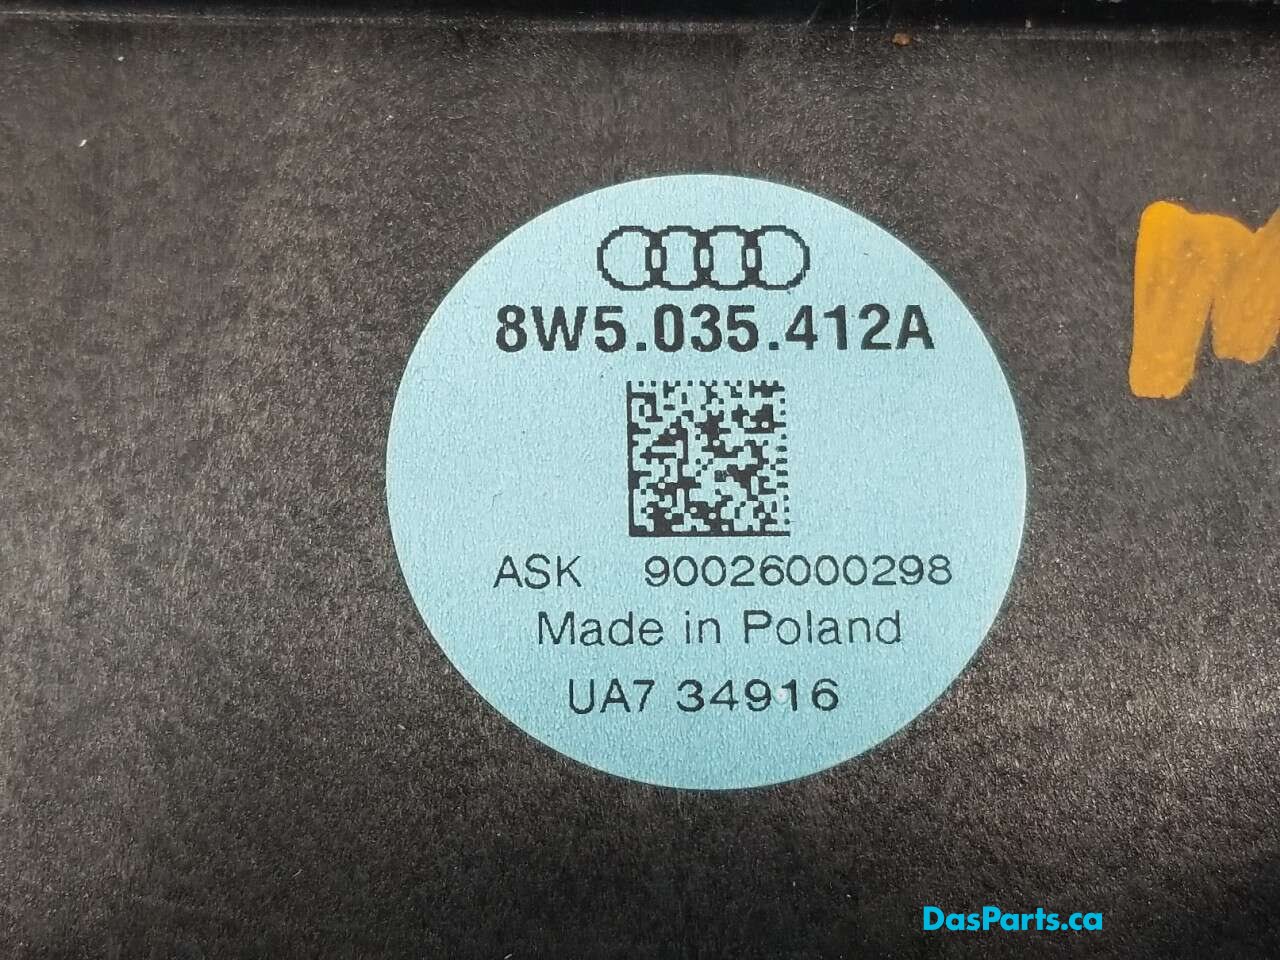 8W5.035.412A
ASK 90026000298
Made in Poland
UA7 34916
DasParts.ca